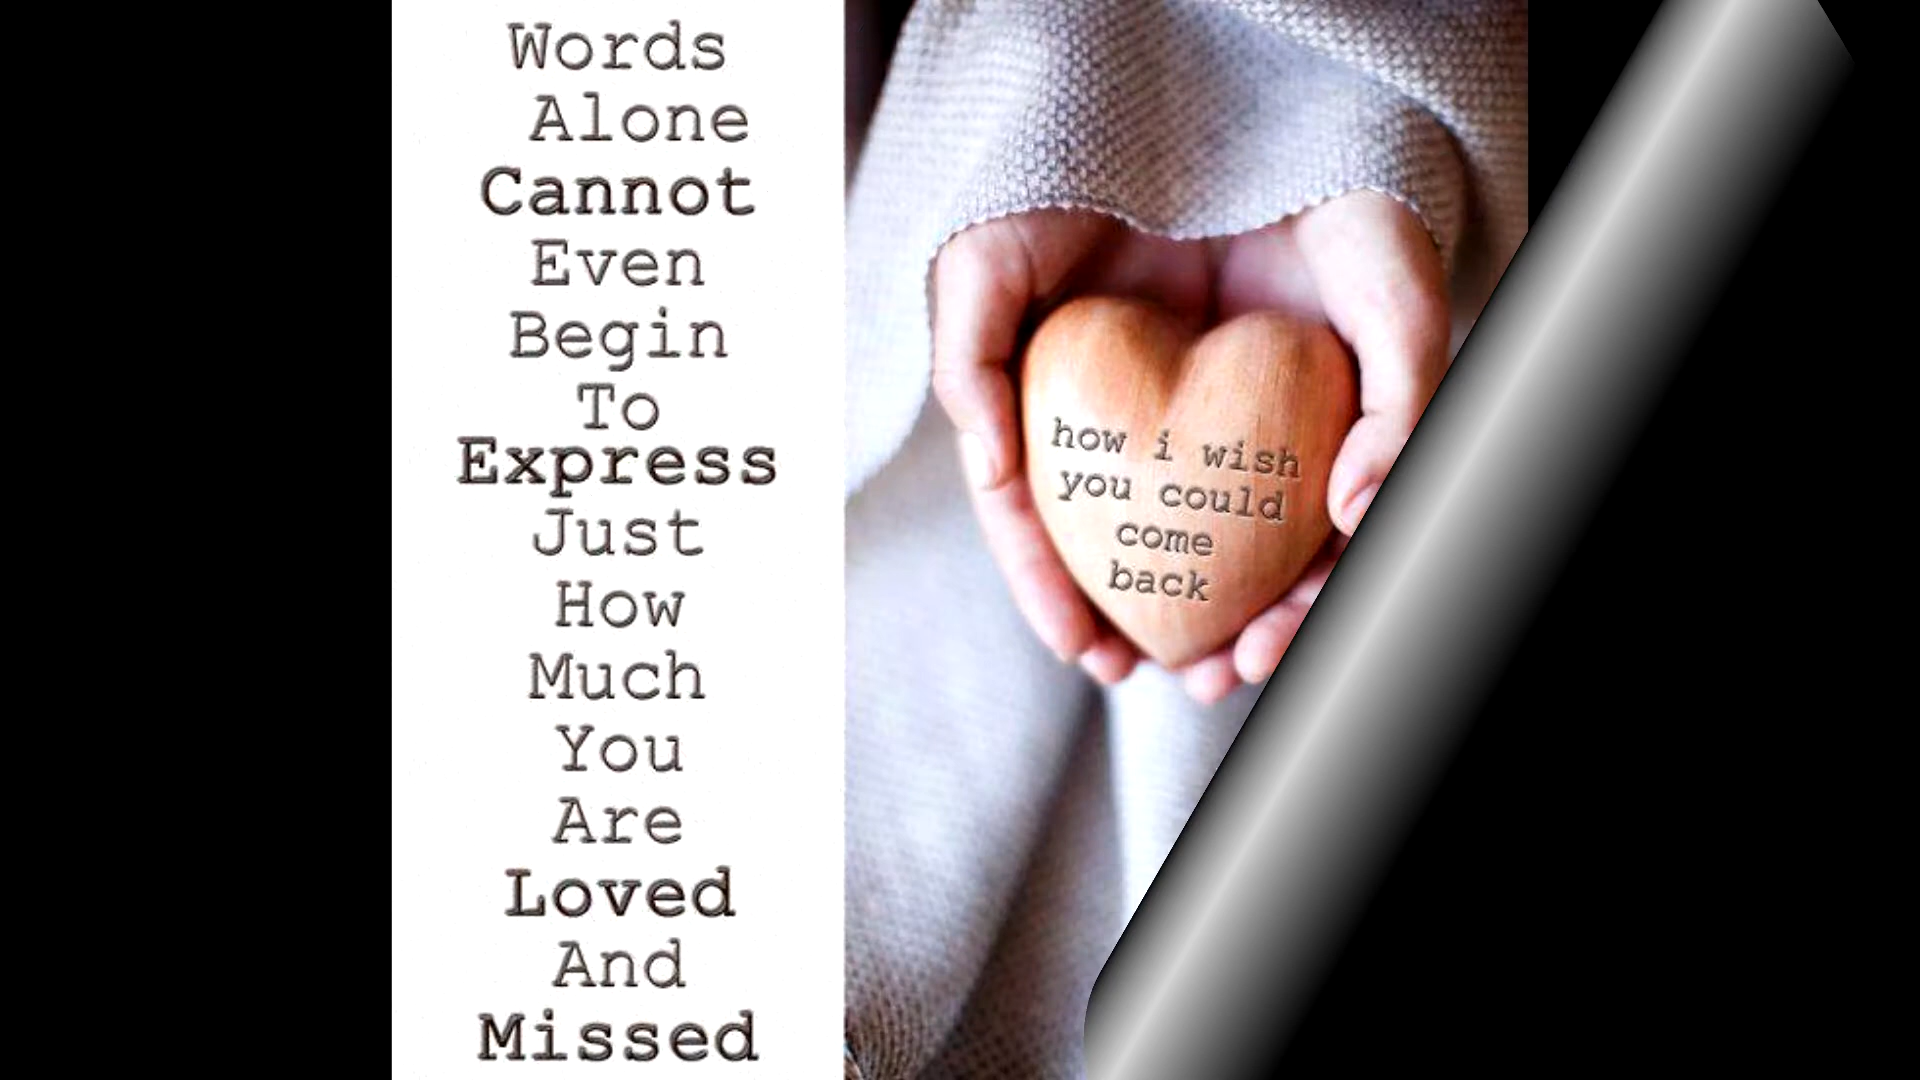 Words
Alone
Cannot
Even
Begin
To
Express
Just
How
Much
You
Are
Loved
And
Missed
how i wish
you could
come
back